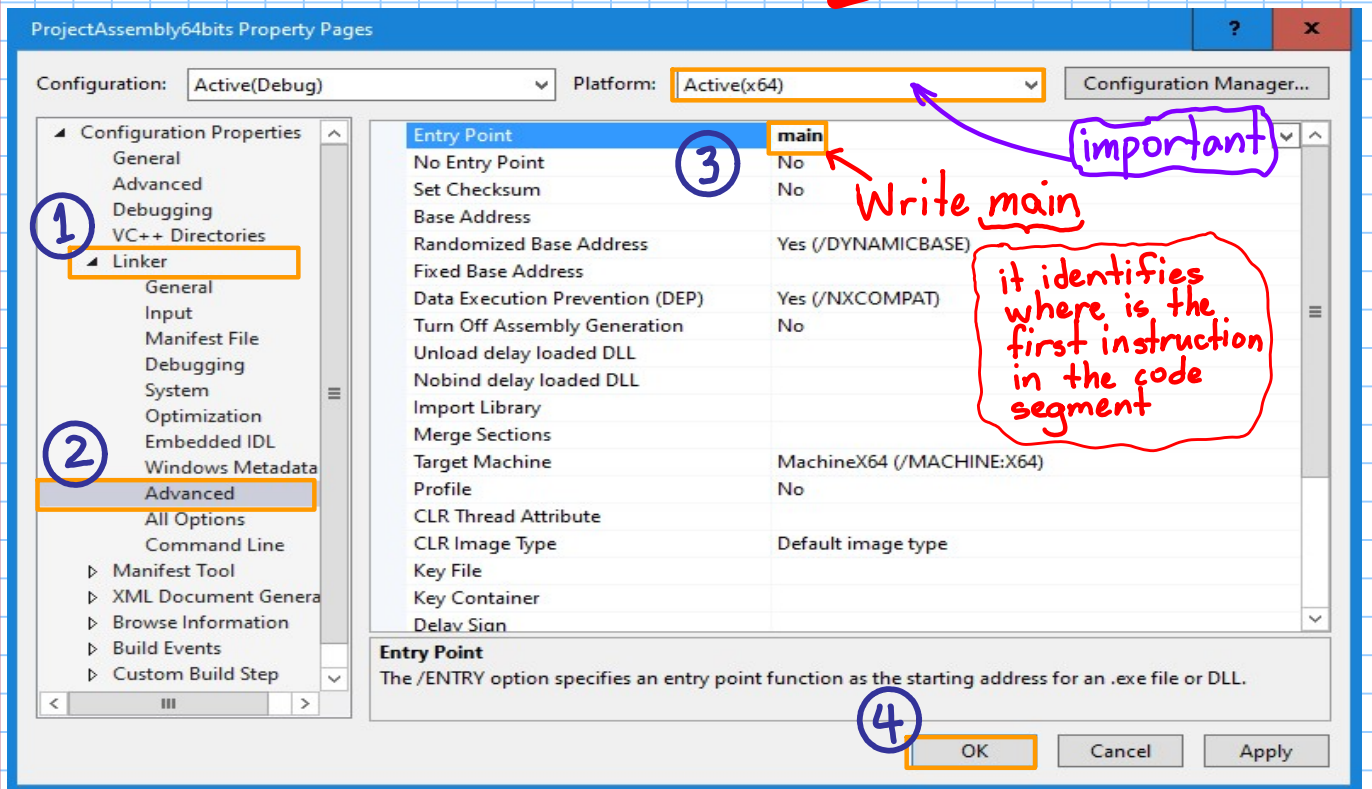 ProjectAssembly64bits Property Pages
? x
Configuration: Active(Debug) Platform: Active(x64) Configuration Manager...
important
Configuration Properties
General
Advanced
Debugging
VC++ Directories
1
Linker
General
Input
Manifest File
Debugging
System
Optimization
Embedded IDL
Windows Metadata
2
Advanced
All Options
Command Line
Manifest Tool
XML Document Genera
Browse Information
Build Events
Custom Build Step
3
Entry Point main
No Entry Point No
Set Checksum No
Base Address
Randomized Base Address Yes (/DYNAMICBASE)
Fixed Base Address
Data Execution Prevention (DEP) Yes (/NXCOMPAT)
Turn Off Assembly Generation No
Unload delay loaded DLL
Nobind delay loaded DLL
Import Library
Merge Sections
Target Machine MachineX64 (/MACHINE:X64)
Profile No
CLR Thread Attribute
CLR Image Type Default image type
Key File
Key Container
Delay Sign
Write main
it identifies
where is the
first instruction
in the code
segment
Entry Point
The /ENTRY option specifies an entry point function as the starting address for an .exe file or DLL.
4
OK Cancel Apply